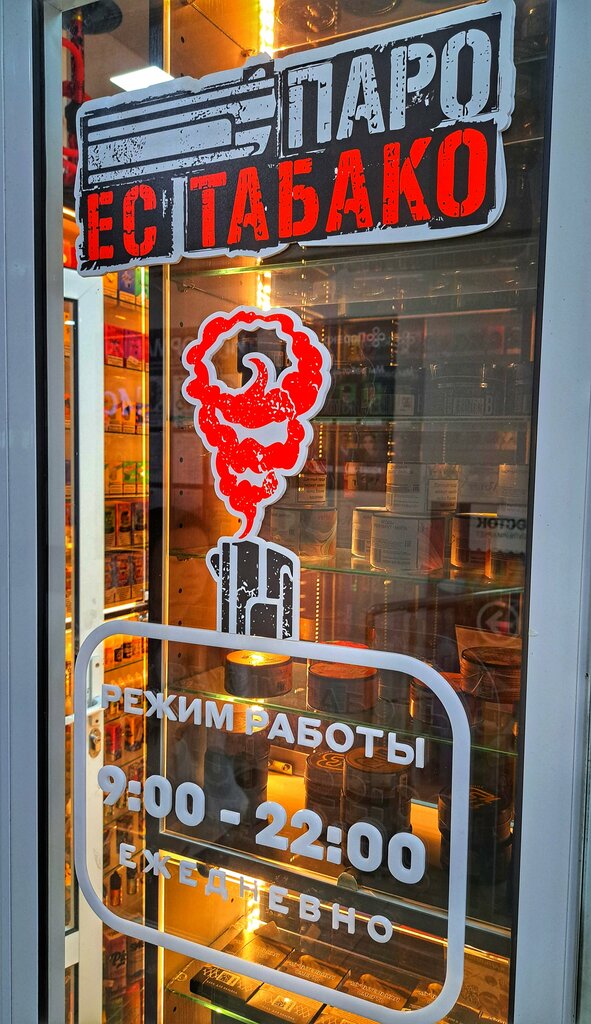 ПАРО
ЕС ТАБАКО
РЕЖИМ РАБОТЫ
9:00 - 22:00
ЕЖЕДНЕВНО